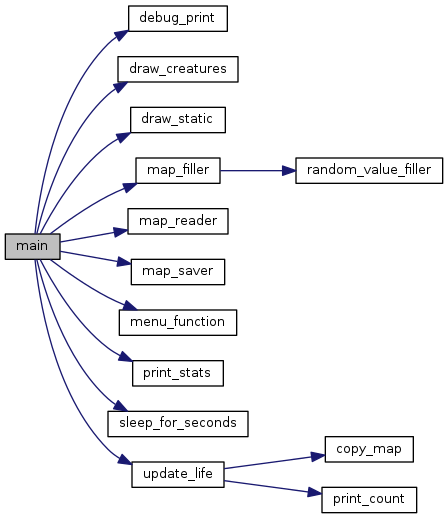 debug_print
draw_creatures
draw_static
map_filler
random_value_filler
map_reader
main
map_saver
menu_function
print_stats
sleep_for_seconds
copy_map
update_life
print_count